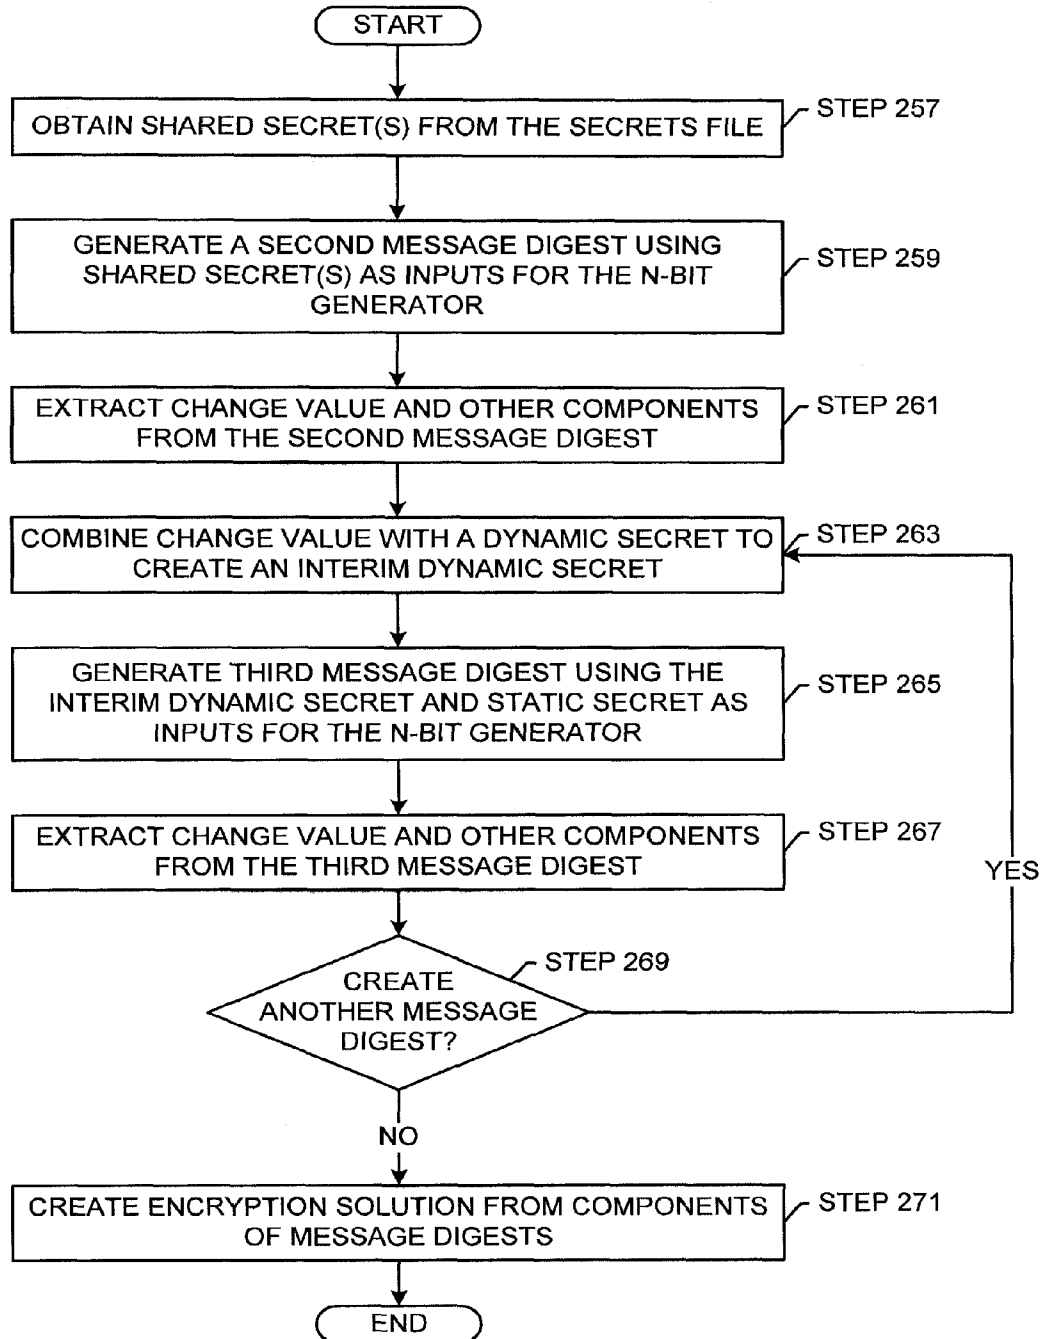 START
OBTAIN SHARED SECRET(S) FROM THE SECRETS FILE
STEP 257
GENERATE A SECOND MESSAGE DIGEST USING
SHARED SECRET(S) AS INPUTS FOR THE N-BIT
GENERATOR
STEP 259
EXTRACT CHANGE VALUE AND OTHER COMPONENTS
FROM THE SECOND MESSAGE DIGEST
STEP 261
COMBINE CHANGE VALUE WITH A DYNAMIC SECRET TO
CREATE AN INTERIM DYNAMIC SECRET
STEP 263
GENERATE THIRD MESSAGE DIGEST USING THE
INTERIM DYNAMIC SECRET AND STATIC SECRET AS
INPUTS FOR THE N-BIT GENERATOR
STEP 265
EXTRACT CHANGE VALUE AND OTHER COMPONENTS
FROM THE THIRD MESSAGE DIGEST
STEP 267
YES
CREATE
ANOTHER MESSAGE
DIGEST?
STEP 269
NO
CREATE ENCRYPTION SOLUTION FROM COMPONENTS
OF MESSAGE DIGESTS
STEP 271
END